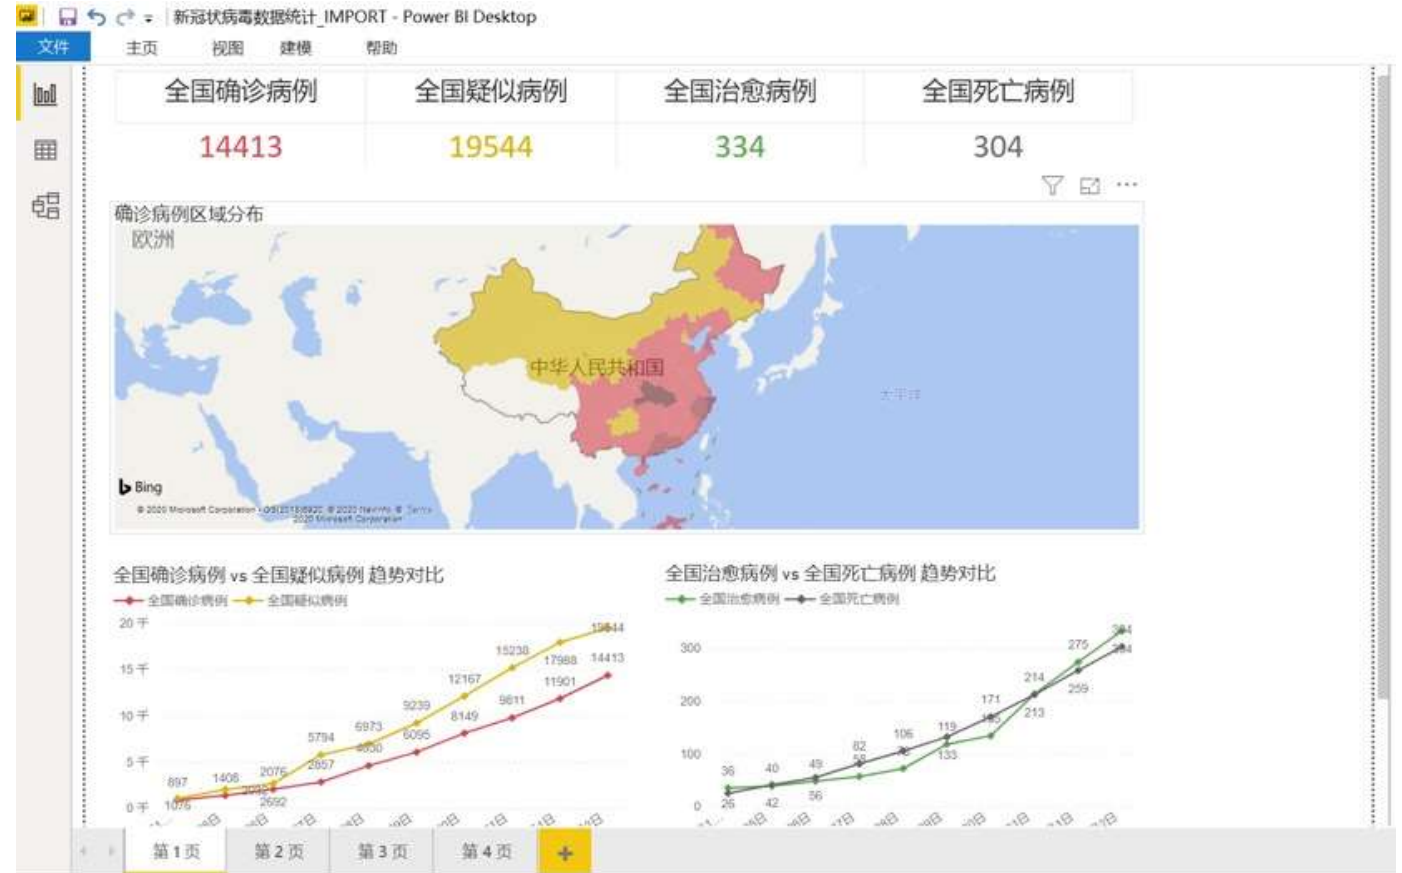 新冠状病毒数据统计_IMPORT - Power BI Desktop
文件 主页 视图 建模 帮助
全国确诊病例 全国疑似病例 全国治愈病例 全国死亡病例
14413 19544 334 304
确诊病例区域分布
欧洲
中华人民共和国
太平洋
Bing
© 2020 Microsoft Corporation
2020 Microsoft Corporation
全国确诊病例 vs 全国疑似病例 趋势对比
全国确诊病例 全国疑似病例
20 千
15 千
10 千
5 千
0 千
897 1408 2076 5794 6973 9239 12167 15238 17988 19544
1076 2692 2857 6095 8149 9811 11901 14413
全国治愈病例 vs 全国死亡病例 趋势对比
全国治愈病例 全国死亡病例
300
200
100
0
36 40 49 82 106 119 171 214 275
26 42 56 133 213 259
第 1 页 第 2 页 第 3 页 第 4 页 +